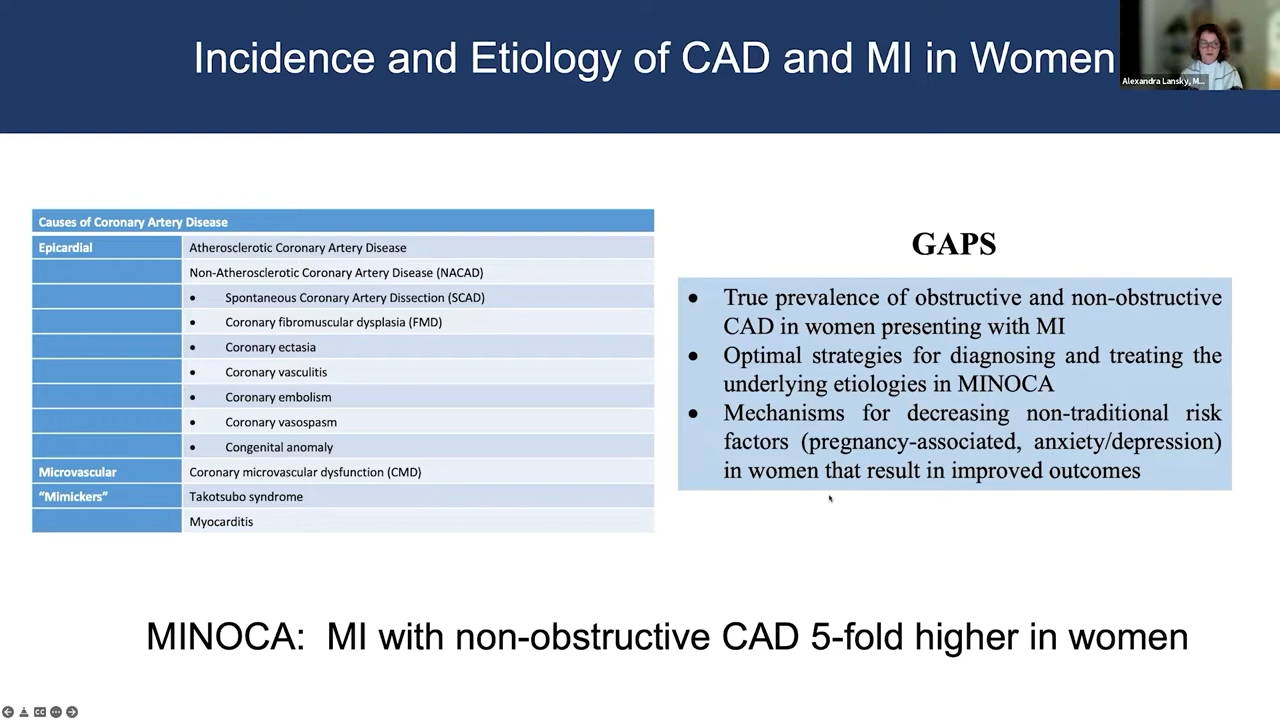 Incidence and Etiology of CAD and MI in Women
Alexandra Lansky, M...
Causes of Coronary Artery Disease
Epicardial Atherosclerotic Coronary Artery Disease
Non-Atherosclerotic Coronary Artery Disease (NACAD)
• Spontaneous Coronary Artery Dissection (SCAD)
• Coronary fibromuscular dysplasia (FMD)
• Coronary ectasia
• Coronary vasculitis
• Coronary embolism
• Coronary vasospasm
• Congenital anomaly
Microvascular Coronary microvascular dysfunction (CMD)
“Mimickers” Takotsubo syndrome
Myocarditis
GAPS
• True prevalence of obstructive and non-obstructive
CAD in women presenting with MI
• Optimal strategies for diagnosing and treating the
underlying etiologies in MINOCA
• Mechanisms for decreasing non-traditional risk
factors (pregnancy-associated, anxiety/depression)
in women that result in improved outcomes
MINOCA: MI with non-obstructive CAD 5-fold higher in women
CC